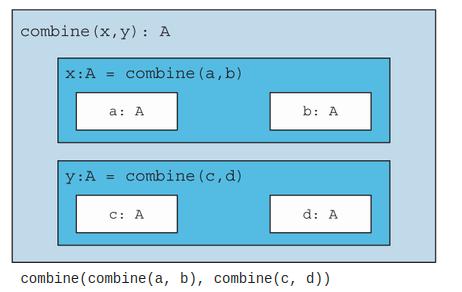 combine(x,y): A
x:A = combine(a,b)
a: A
b: A
y:A = combine(c,d)
c: A
d: A
combine(combine(a, b), combine(c, d))